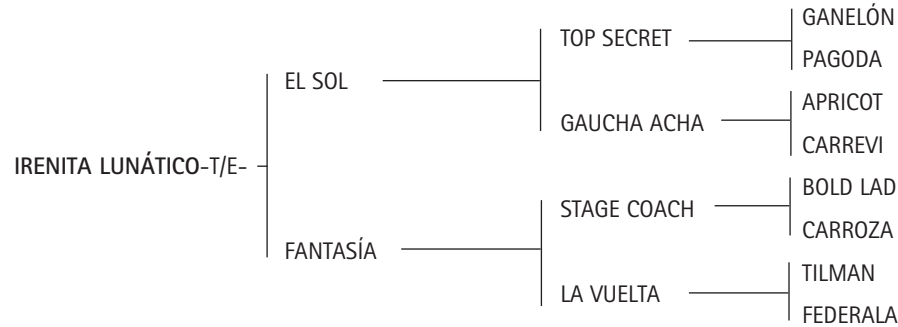 GANELÓN
TOP SECRET
PAGODA
EL SOL
APRICOT
GAUCHA ACHA
CARREVI
IRENITA LUNÁTICO-T/E-
BOLD LAD
STAGE COACH
CARROZA
FANTASÍA
TILMAN
LA VUELTA
FEDERALA